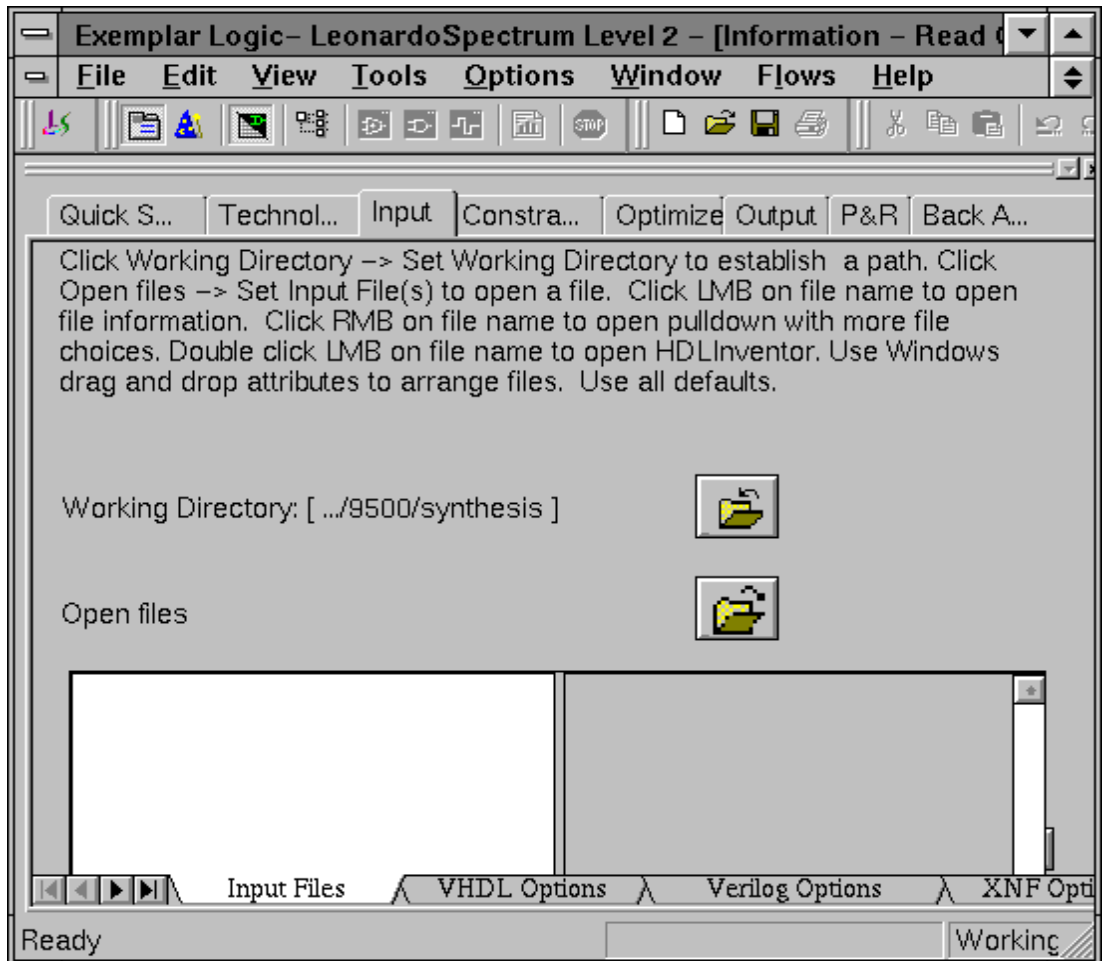 Exemplar Logic– LeonardoSpectrum Level 2 – [Information – Read
File Edit View Tools Options Window Flows Help
STOP
Quick S... Technol... Input Constra... Optimize Output P&R Back A...
Click Working Directory –> Set Working Directory to establish a path. Click
Open files –> Set Input File(s) to open a file. Click LMB on file name to open
file information. Click RMB on file name to open pulldown with more file
choices. Double click LMB on file name to open HDLInventor. Use Windows
drag and drop attributes to arrange files. Use all defaults.
Working Directory: [ .../9500/synthesis ]
Open files
Input Files VHDL Options Verilog Options XNF Opti
Ready Working